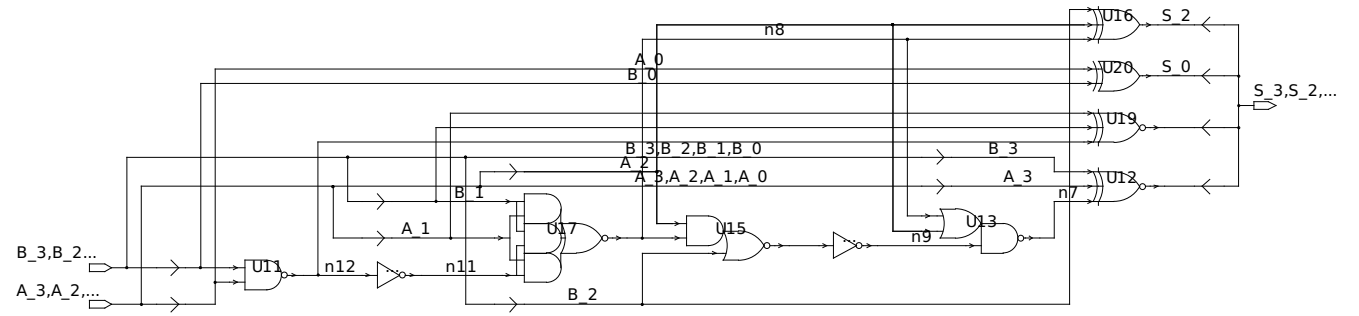 U16
S_2
n8
A_0
U20
S_0
B_0
S_3,S_2,...
U19
B_3,B_2,B_1,B_0
B_3
A_2
A_3,A_2,A_1,A_0
A_3
U12
B_1
n7
A_1
U17
U15
U13
n9
B_3,B_2...
U11
n12
...
n11
...
A_3,A_2,...
B_2